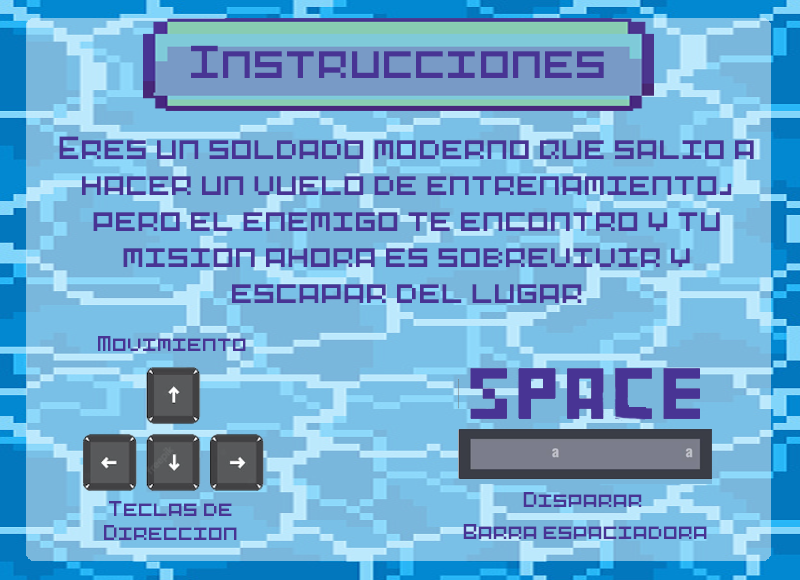 Instrucciones
Eres un soldado moderno que salio a
hacer un vuelo de entrenamiento,
pero el enemigo te encontro y tu
mision ahora es sobrevivir y
escapar del lugar
Movimiento
↑
← ↓ →
Teclas de
Direccion
SPACE
a a
Disparar
Barra espaciadora